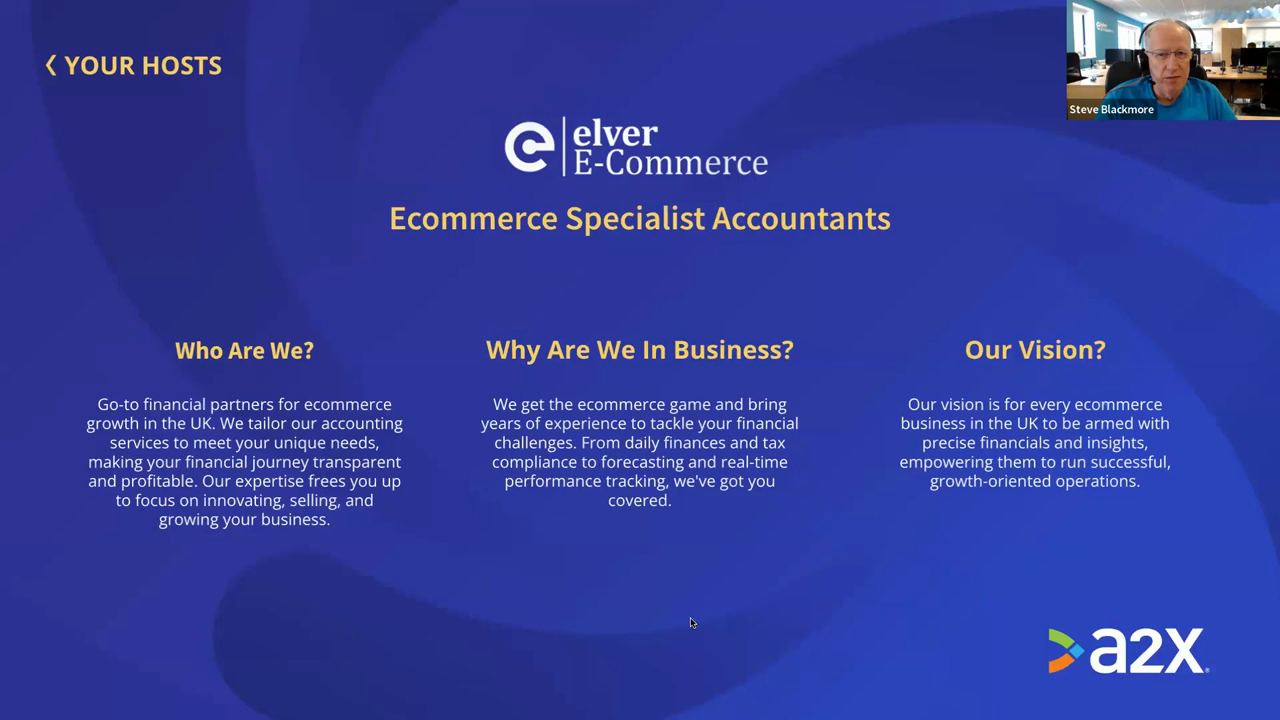 ❮ YOUR HOSTS
Steve Blackmore
elver
E-Commerce
Ecommerce Specialist Accountants
Who Are We?
Go-to financial partners for ecommerce
growth in the UK. We tailor our accounting
services to meet your unique needs,
making your financial journey transparent
and profitable. Our expertise frees you up
to focus on innovating, selling, and
growing your business.
Why Are We In Business?
We get the ecommerce game and bring
years of experience to tackle your financial
challenges. From daily finances and tax
compliance to forecasting and real-time
performance tracking, we've got you
covered.
Our Vision?
Our vision is for every ecommerce
business in the UK to be armed with
precise financials and insights,
empowering them to run successful,
growth-oriented operations.
a2X